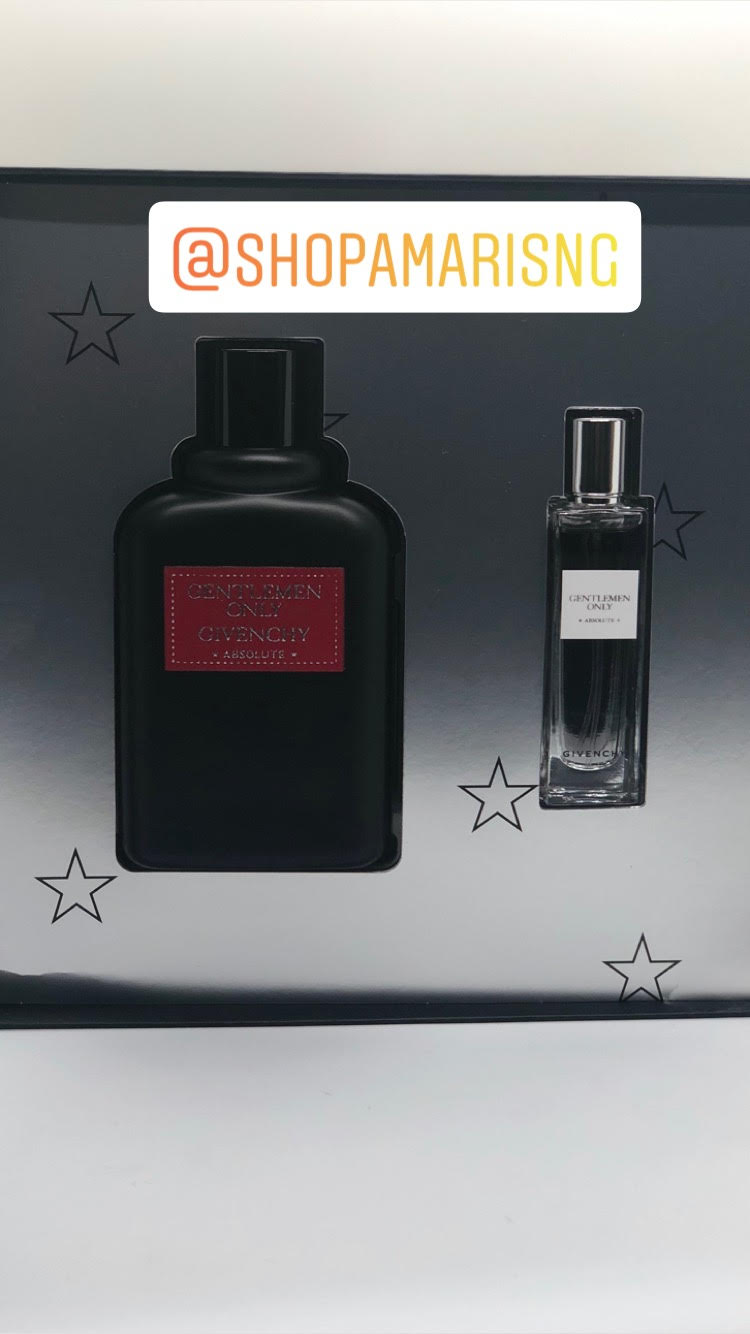 @SHOPAMARISNG
GENTLEMEN
ONLY
GIVENCHY
★ ABSOLUTE ★
GENTLEMEN
ONLY
★ ABSOLUTE ★
GIVENCHY